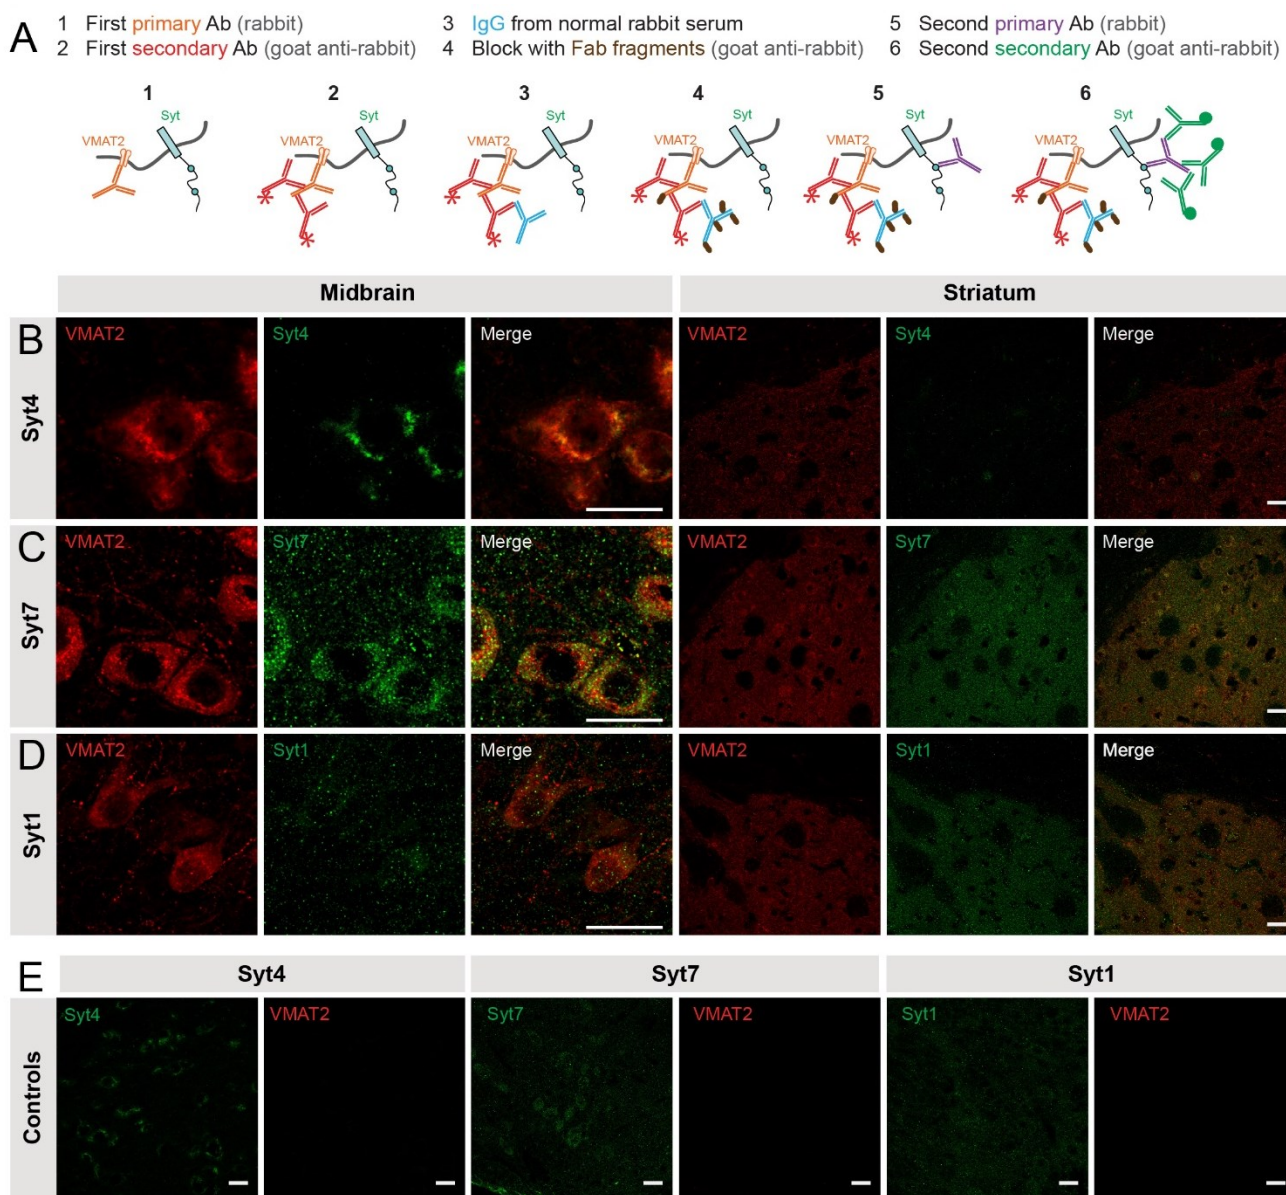 A
1 First primary Ab (rabbit)
2 First secondary Ab (goat anti-rabbit)
3 IgG from normal rabbit serum
4 Block with Fab fragments (goat anti-rabbit)
5 Second primary Ab (rabbit)
6 Second secondary Ab (goat anti-rabbit)
1 2 3 4 5 6
Syt Syt Syt Syt Syt Syt
VMAT2 VMAT2 VMAT2 VMAT2 VMAT2 VMAT2
Midbrain Striatum
B
Syt4
VMAT2 Syt4 Merge VMAT2 Syt4 Merge
C
Syt7
VMAT2 Syt7 Merge VMAT2 Syt7 Merge
D
Syt1
VMAT2 Syt1 Merge VMAT2 Syt1 Merge
E
Syt4 Syt7 Syt1
Controls
Syt4 VMAT2 Syt7 VMAT2 Syt1 VMAT2